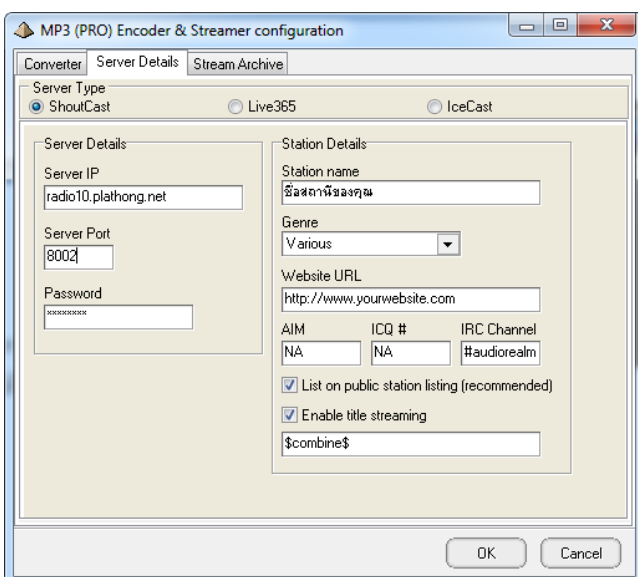 MP3 (PRO) Encoder & Streamer configuration
Converter Server Details Stream Archive
Server Type
ShoutCast Live365 IceCast
Server Details
Server IP
radio10.plathong.net
Server Port
8002
Password
xxxxxxxx
Station Details
Station name
ชื่อสถานีของคุณ
Genre
Various
Website URL
http://www.yourwebsite.com
AIM ICQ # IRC Channel
NA NA #audiorealm
List on public station listing (recommended)
Enable title streaming
$combine$
OK Cancel